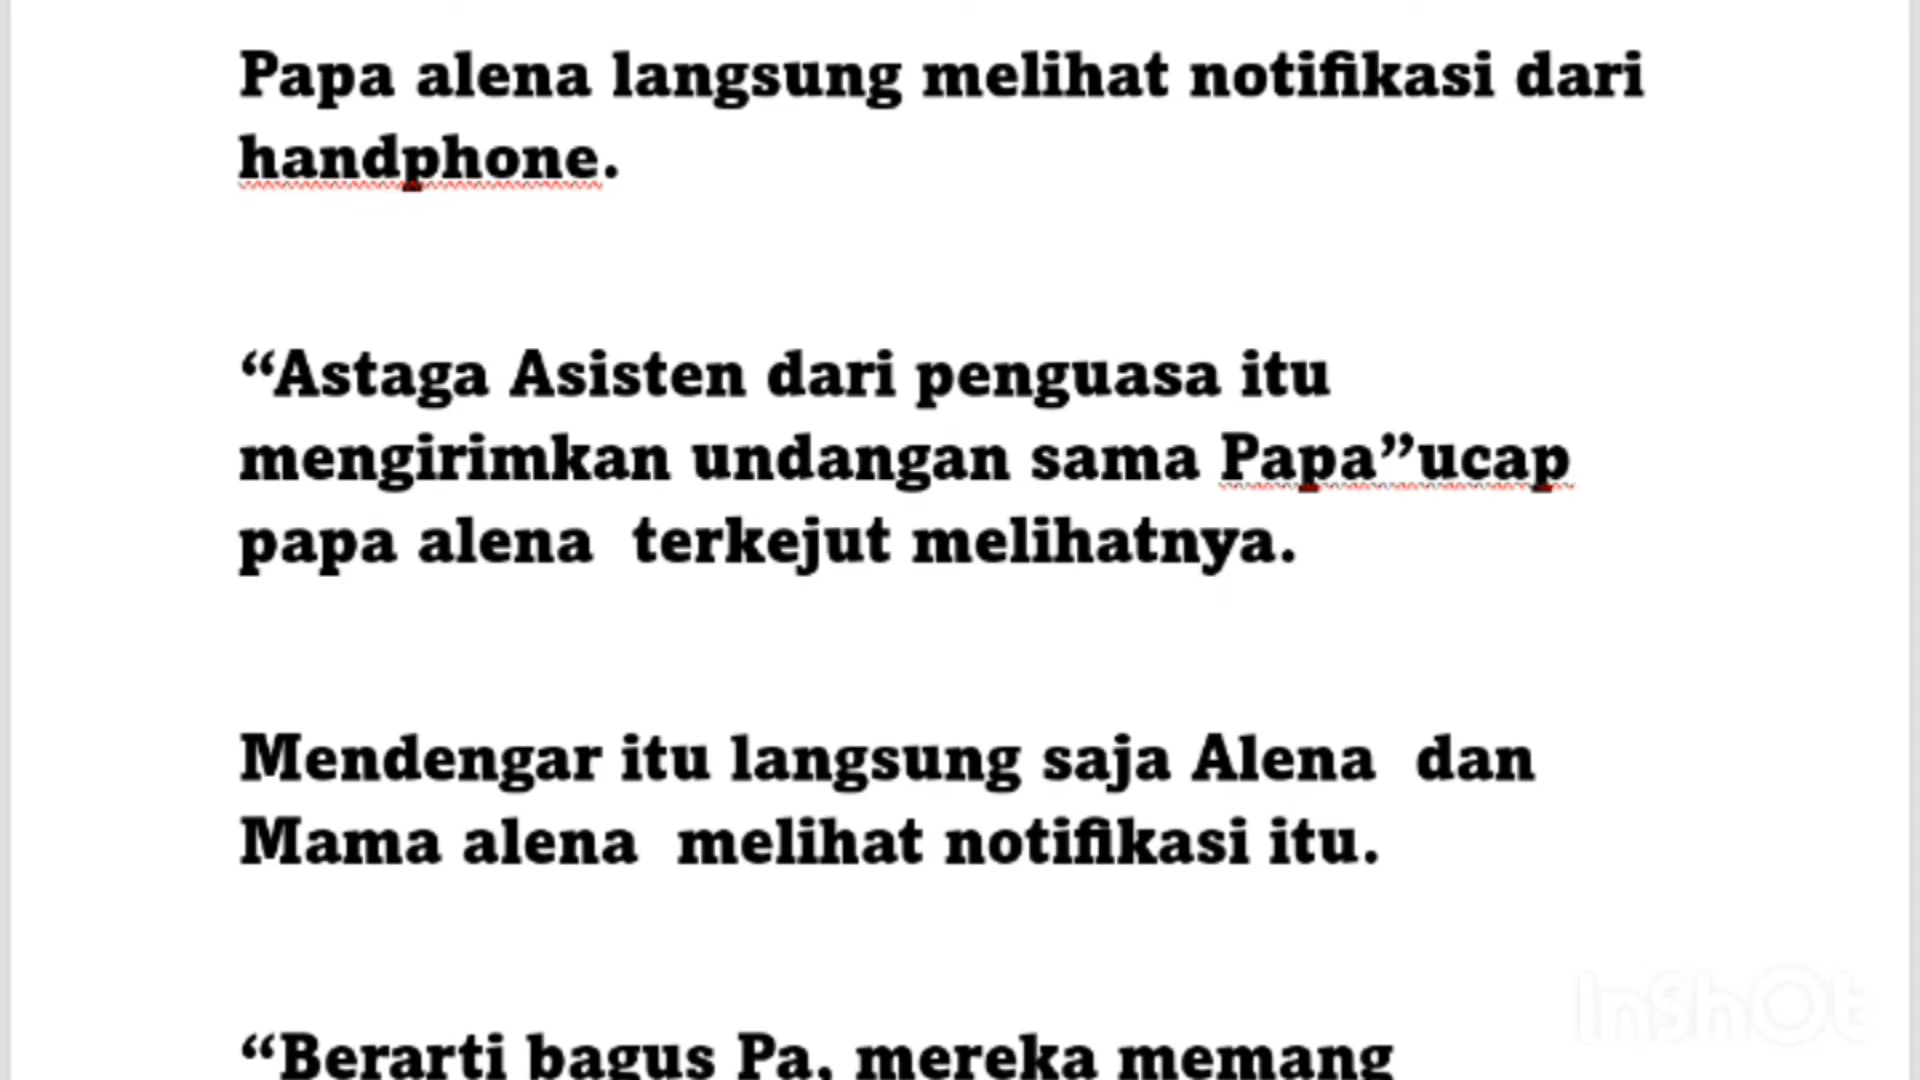 Papa alena langsung melihat notifikasi dari
handphone.
“Astaga Asisten dari penguasa itu
mengirimkan undangan sama Papa”ucap
papa alena  terkejut melihatnya.
Mendengar itu langsung saja Alena  dan
Mama alena  melihat notifikasi itu.
“Berarti bagus Pa, mereka memang
InShOt